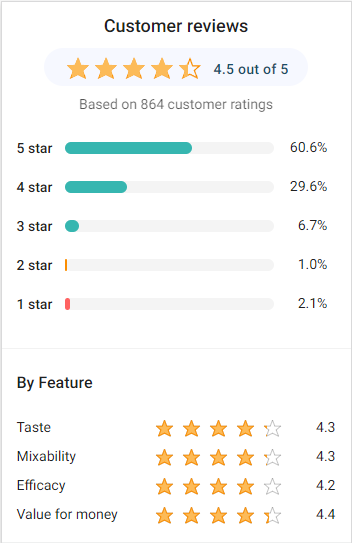 Customer reviews
4.5 out of 5
Based on 864 customer ratings
5 star 60.6%
4 star 29.6%
3 star 6.7%
2 star 1.0%
1 star 2.1%
By Feature
Taste 4.3
Mixability 4.3
Efficacy 4.2
Value for money 4.4